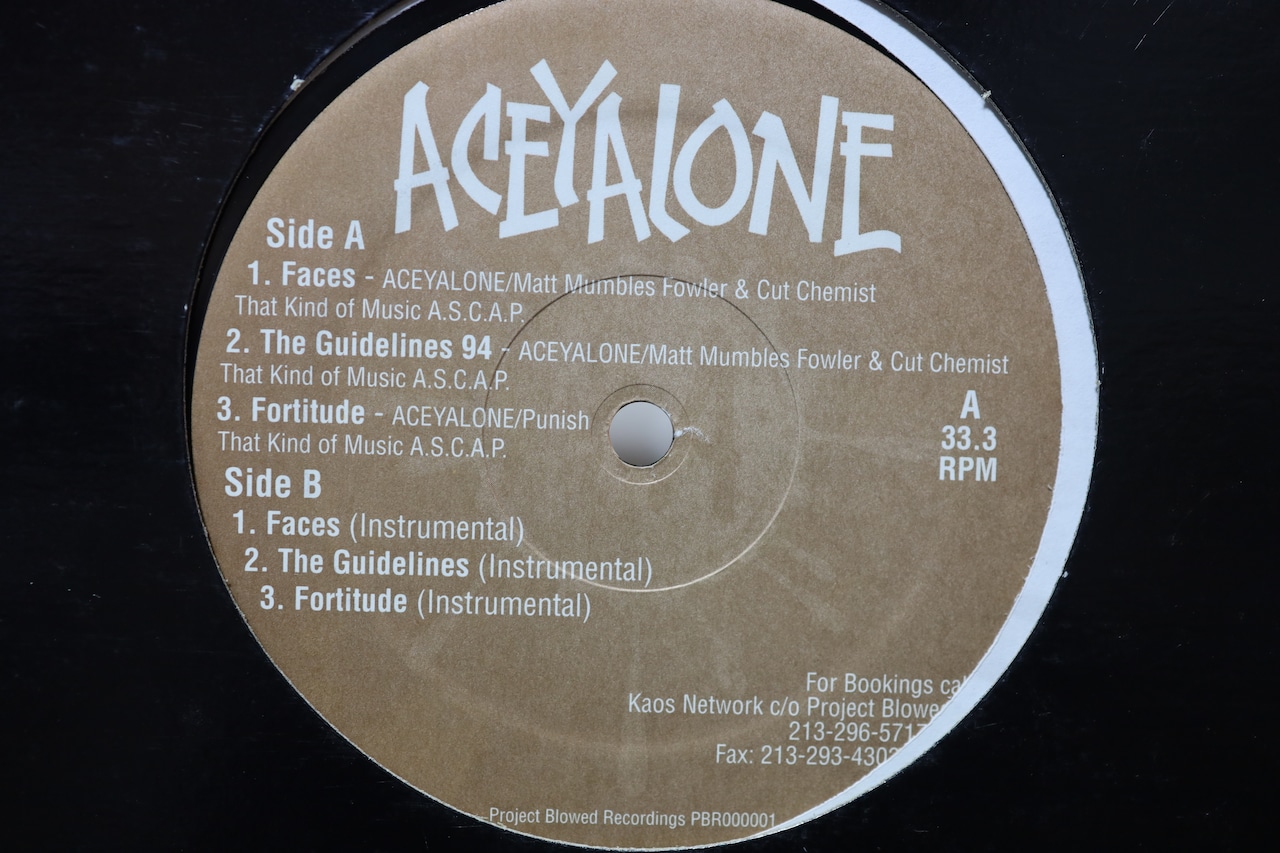 ACEYALONE
Side A
1. Faces - ACEYALONE/Matt Mumbles Fowler & Cut Chemist
That Kind of Music A.S.C.A.P.
2. The Guidelines 94 - ACEYALONE/Matt Mumbles Fowler & Cut Chemist
That Kind of Music A.S.C.A.P.
3. Fortitude - ACEYALONE/Punish
That Kind of Music A.S.C.A.P.
A
33.3
RPM
Side B
1. Faces (Instrumental)
2. The Guidelines (Instrumental)
3. Fortitude (Instrumental)
For Bookings
Kaos Network c/o Project
213-296-5717
Fax:
Project Blowed Recordings PBR000001